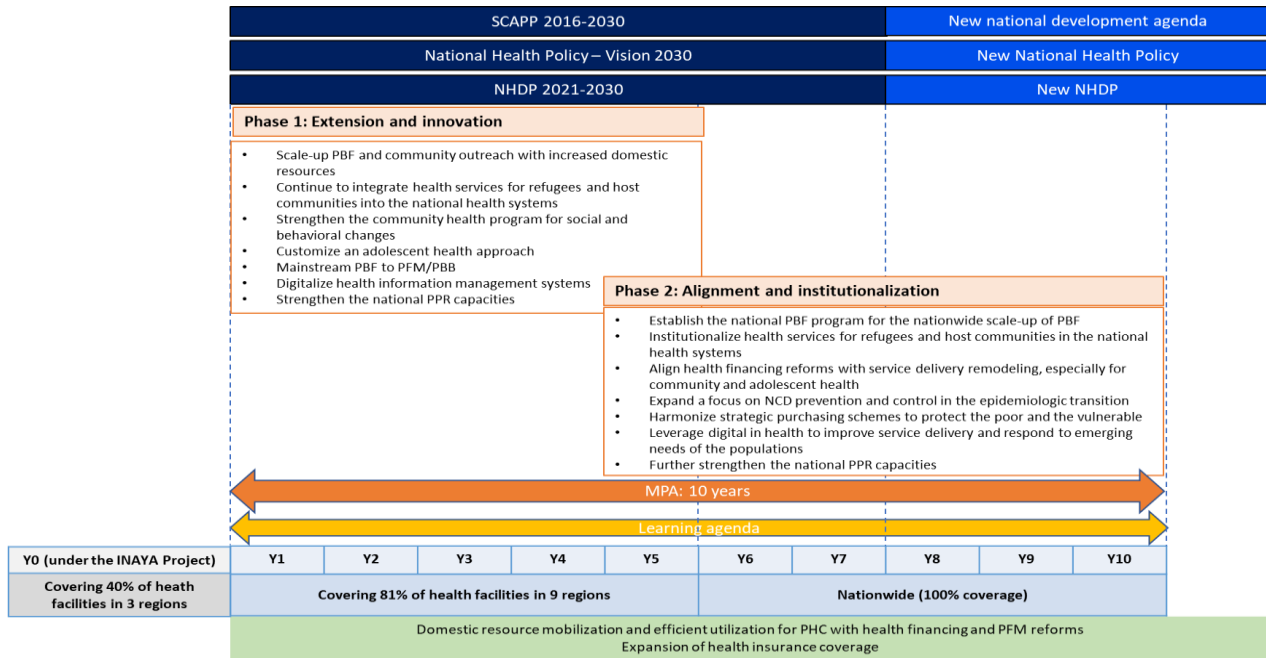 SCAPP 2016-2030
New national development agenda
National Health Policy – Vision 2030
New National Health Policy
NHDP 2021-2030
New NHDP
Phase 1: Extension and innovation
• Scale-up PBF and community outreach with increased domestic
resources
• Continue to integrate health services for refugees and host
communities into the national health systems
• Strengthen the community health program for social and
behavioral changes
• Customize an adolescent health approach
• Mainstream PBF to PFM/PBB
• Digitalize health information management systems
• Strengthen the national PPR capacities
Phase 2: Alignment and institutionalization
• Establish the national PBF program for the nationwide scale-up of PBF
• Institutionalize health services for refugees and host communities in the national
health systems
• Align health financing reforms with service delivery remodeling, especially for
community and adolescent health
• Expand a focus on NCD prevention and control in the epidemiologic transition
• Harmonize strategic purchasing schemes to protect the poor and the vulnerable
• Leverage digital in health to improve service delivery and respond to emerging
needs of the populations
• Further strengthen the national PPR capacities
MPA: 10 years
Learning agenda
Y0 (under the INAYA Project)
Y1
Y2
Y3
Y4
Y5
Y6
Y7
Y8
Y9
Y10
Covering 40% of heath
facilities in 3 regions
Covering 81% of health facilities in 9 regions
Nationwide (100% coverage)
Domestic resource mobilization and efficient utilization for PHC with health financing and PFM reforms
Expansion of health insurance coverage